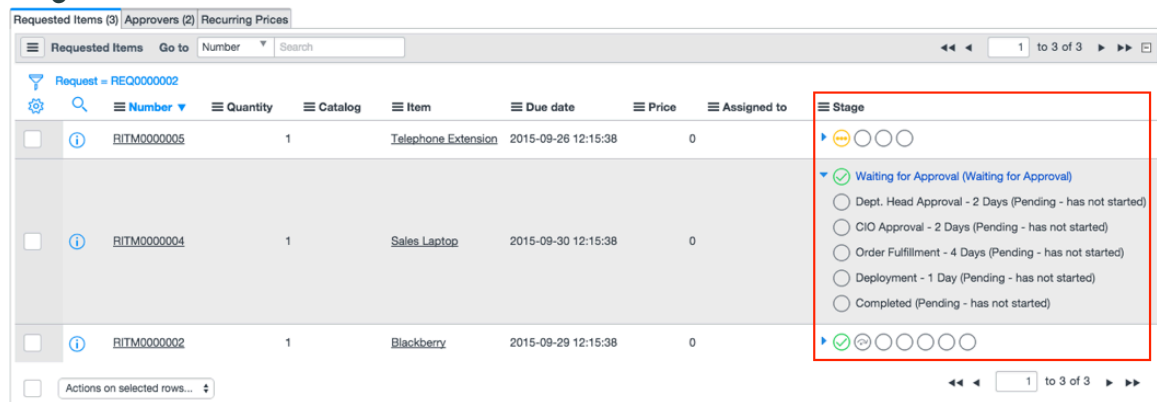 Requested Items (3) Approvers (2) Recurring Prices
Requested Items Go to Number Search 1 to 3 of 3
Request = REQ0000002
Number Quantity Catalog Item Due date Price Assigned to Stage
RITM0000005 1 Telephone Extension 2015-09-26 12:15:38 0
Waiting for Approval (Waiting for Approval)
Dept. Head Approval - 2 Days (Pending - has not started)
CIO Approval - 2 Days (Pending - has not started)
RITM0000004 1 Sales Laptop 2015-09-30 12:15:38 0
Order Fulfillment - 4 Days (Pending - has not started)
Deployment - 1 Day (Pending - has not started)
Completed (Pending - has not started)
RITM0000002 1 Blackberry 2015-09-29 12:15:38 0
Actions on selected rows... 1 to 3 of 3